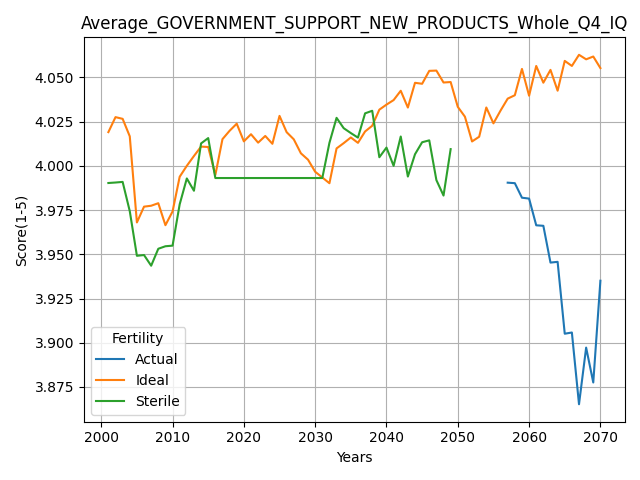 Average_GOVERNMENT_SUPPORT_NEW_PRODUCTS_Whole_Q4_IQ
4.050
4.025
4.000
3.975
3.950
3.925
3.900
3.875
Score(1-5)
Fertility
Actual
Ideal
Sterile
2000 2010 2020 2030 2040 2050 2060 2070
Years